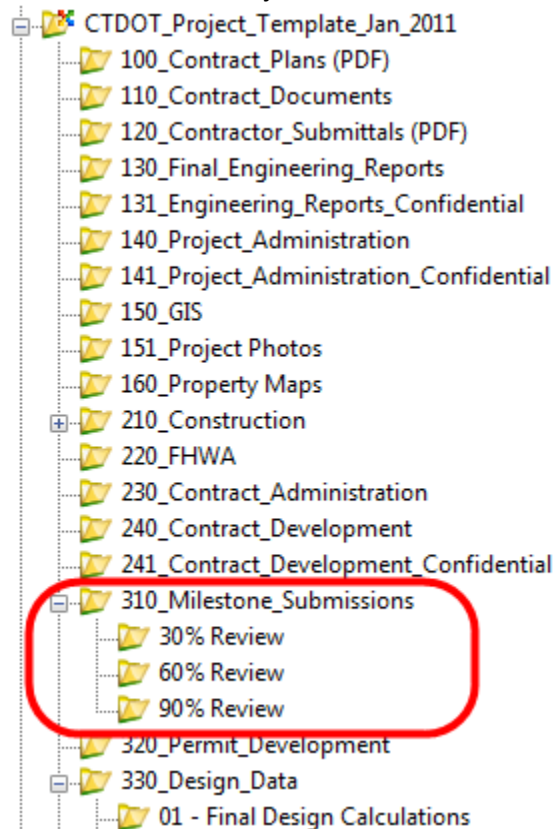 CTDOT_Project_Template_Jan_2011
100_Contract_Plans (PDF)
110_Contract_Documents
120_Contractor_Submittals (PDF)
130_Final_Engineering_Reports
131_Engineering_Reports_Confidential
140_Project_Administration
141_Project_Administration_Confidential
150_GIS
151_Project Photos
160_Property Maps
210_Construction
220_FHWA
230_Contract_Administration
240_Contract_Development
241_Contract_Development_Confidential
310_Milestone_Submissions
30% Review
60% Review
90% Review
320_Permit_Development
330_Design_Data
01 - Final Design Calculations